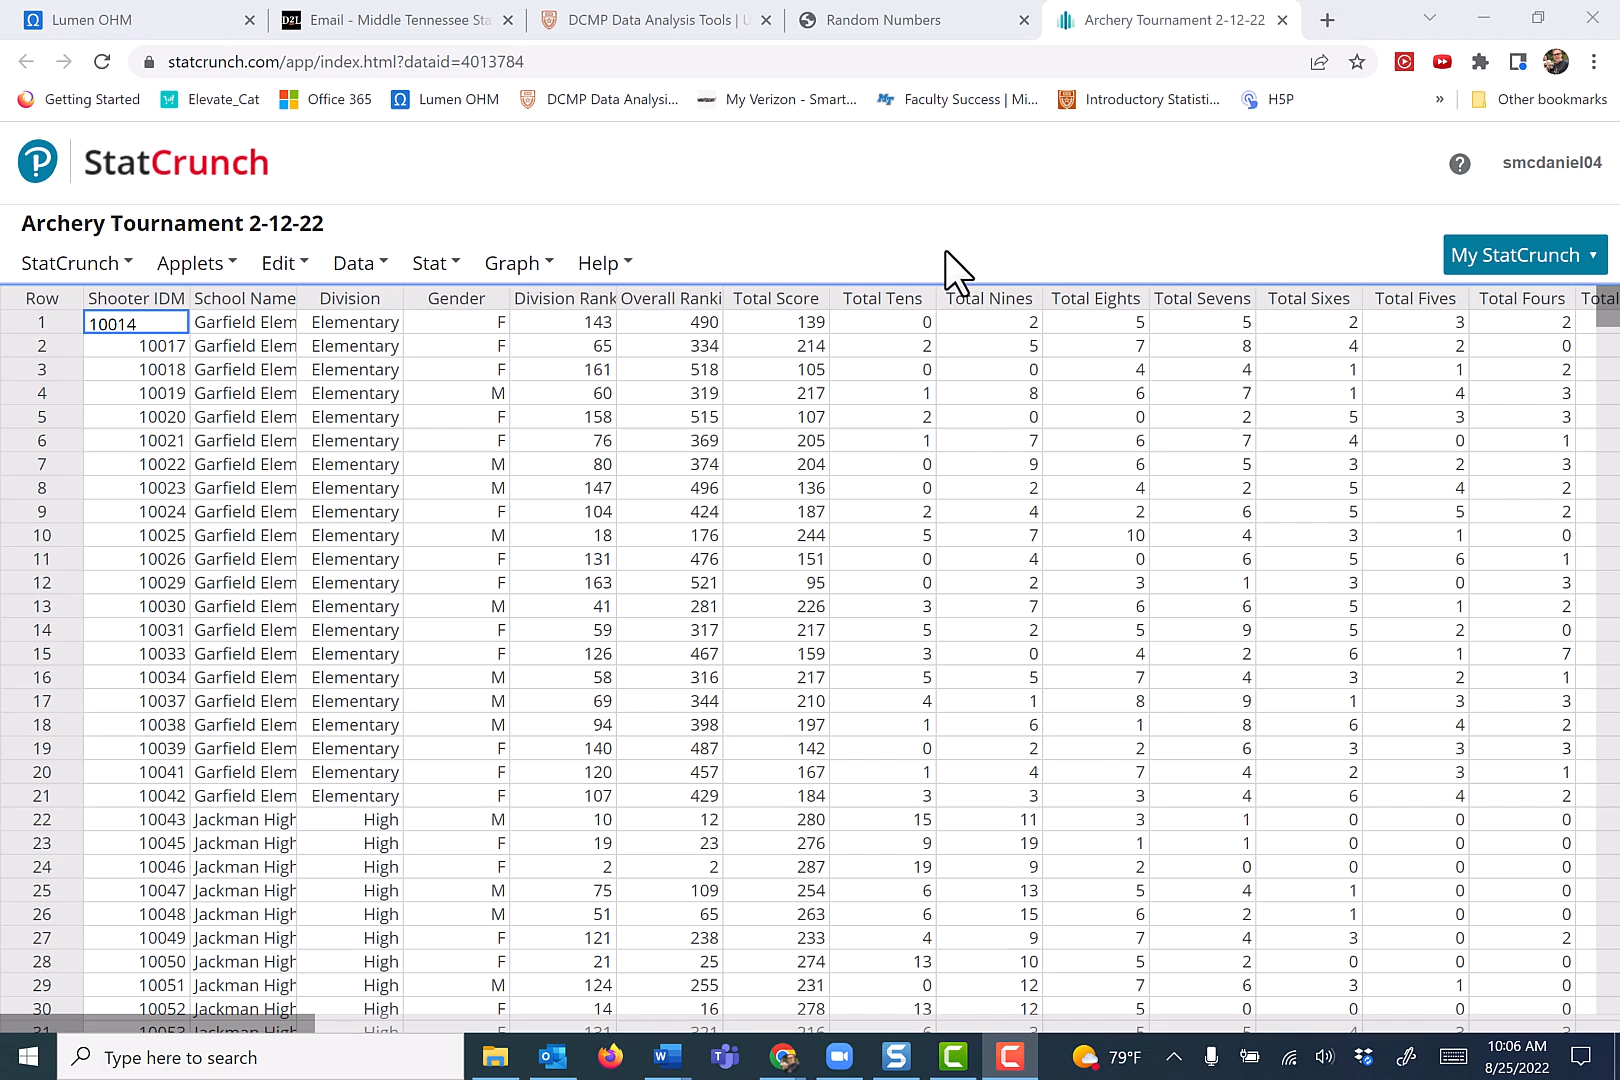 Lumen OHM
D2L Email - Middle Tennessee Sta
DCMP Data Analysis Tools | U
Random Numbers
Archery Tournament 2-12-22
statcrunch.com/app/index.html?dataid=4013784
Getting Started Elevate_Cat Office 365 Lumen OHM DCMP Data Analysi... My Verizon - Smart... Faculty Success | Mi... Introductory Statisti... H5P » Other bookmarks
StatCrunch
smcdaniel04
Archery Tournament 2-12-22
StatCrunch Applets Edit Data Stat Graph Help
My StatCrunch
Row Shooter IDM School Name Division Gender Division Rank Overall Ranki Total Score Total Tens Total Nines Total Eights Total Sevens Total Sixes Total Fives Total Fours Total
1 10014 Garfield Elem Elementary F 143 490 139 0 2 5 5 2 3 2
2 10017 Garfield Elem Elementary F 65 334 214 2 5 7 8 4 2 0
3 10018 Garfield Elem Elementary F 161 518 105 0 0 4 4 1 1 2
4 10019 Garfield Elem Elementary M 60 319 217 1 8 6 7 1 4 3
5 10020 Garfield Elem Elementary F 158 515 107 2 0 0 2 5 3 3
6 10021 Garfield Elem Elementary F 76 369 205 1 7 6 7 4 0 1
7 10022 Garfield Elem Elementary M 80 374 204 0 9 6 5 3 2 3
8 10023 Garfield Elem Elementary M 147 496 136 0 2 4 2 5 4 2
9 10024 Garfield Elem Elementary F 104 424 187 2 4 2 6 5 5 2
10 10025 Garfield Elem Elementary M 18 176 244 5 7 10 4 3 1 0
11 10026 Garfield Elem Elementary F 131 476 151 0 4 0 6 5 6 1
12 10029 Garfield Elem Elementary F 163 521 95 0 2 3 1 3 0 3
13 10030 Garfield Elem Elementary M 41 281 226 3 7 6 6 5 1 2
14 10031 Garfield Elem Elementary F 59 317 217 5 2 5 9 5 2 0
15 10033 Garfield Elem Elementary F 126 467 159 3 0 4 2 6 1 7
16 10034 Garfield Elem Elementary M 58 316 217 5 5 7 4 3 2 1
17 10037 Garfield Elem Elementary M 69 344 210 4 1 8 9 1 3 3
18 10038 Garfield Elem Elementary M 94 398 197 1 6 1 8 6 4 2
19 10039 Garfield Elem Elementary F 140 487 142 0 2 2 6 3 3 3
20 10041 Garfield Elem Elementary F 120 457 167 1 4 7 4 2 3 1
21 10042 Garfield Elem Elementary F 107 429 184 3 3 3 4 6 4 2
22 10043 Jackman High High M 10 12 280 15 11 3 1 0 0 0
23 10045 Jackman High High F 19 23 276 9 19 1 1 0 0 0
24 10046 Jackman High High F 2 2 287 19 9 2 0 0 0 0
25 10047 Jackman High High M 75 109 254 6 13 5 4 1 0 0
26 10048 Jackman High High M 51 65 263 6 15 6 2 1 0 0
27 10049 Jackman High High F 121 238 233 4 9 7 4 3 0 2
28 10050 Jackman High High F 21 25 274 13 10 5 2 0 0 0
29 10051 Jackman High High M 124 255 231 0 12 7 6 3 1 0
30 10052 Jackman High High F 14 16 278 13 12 5 0 0 0 0
31 10053 Jackman High High F 131 321 216 6 3 5 5 4 3 3
Type here to search
79°F
10:06 AM
8/25/2022